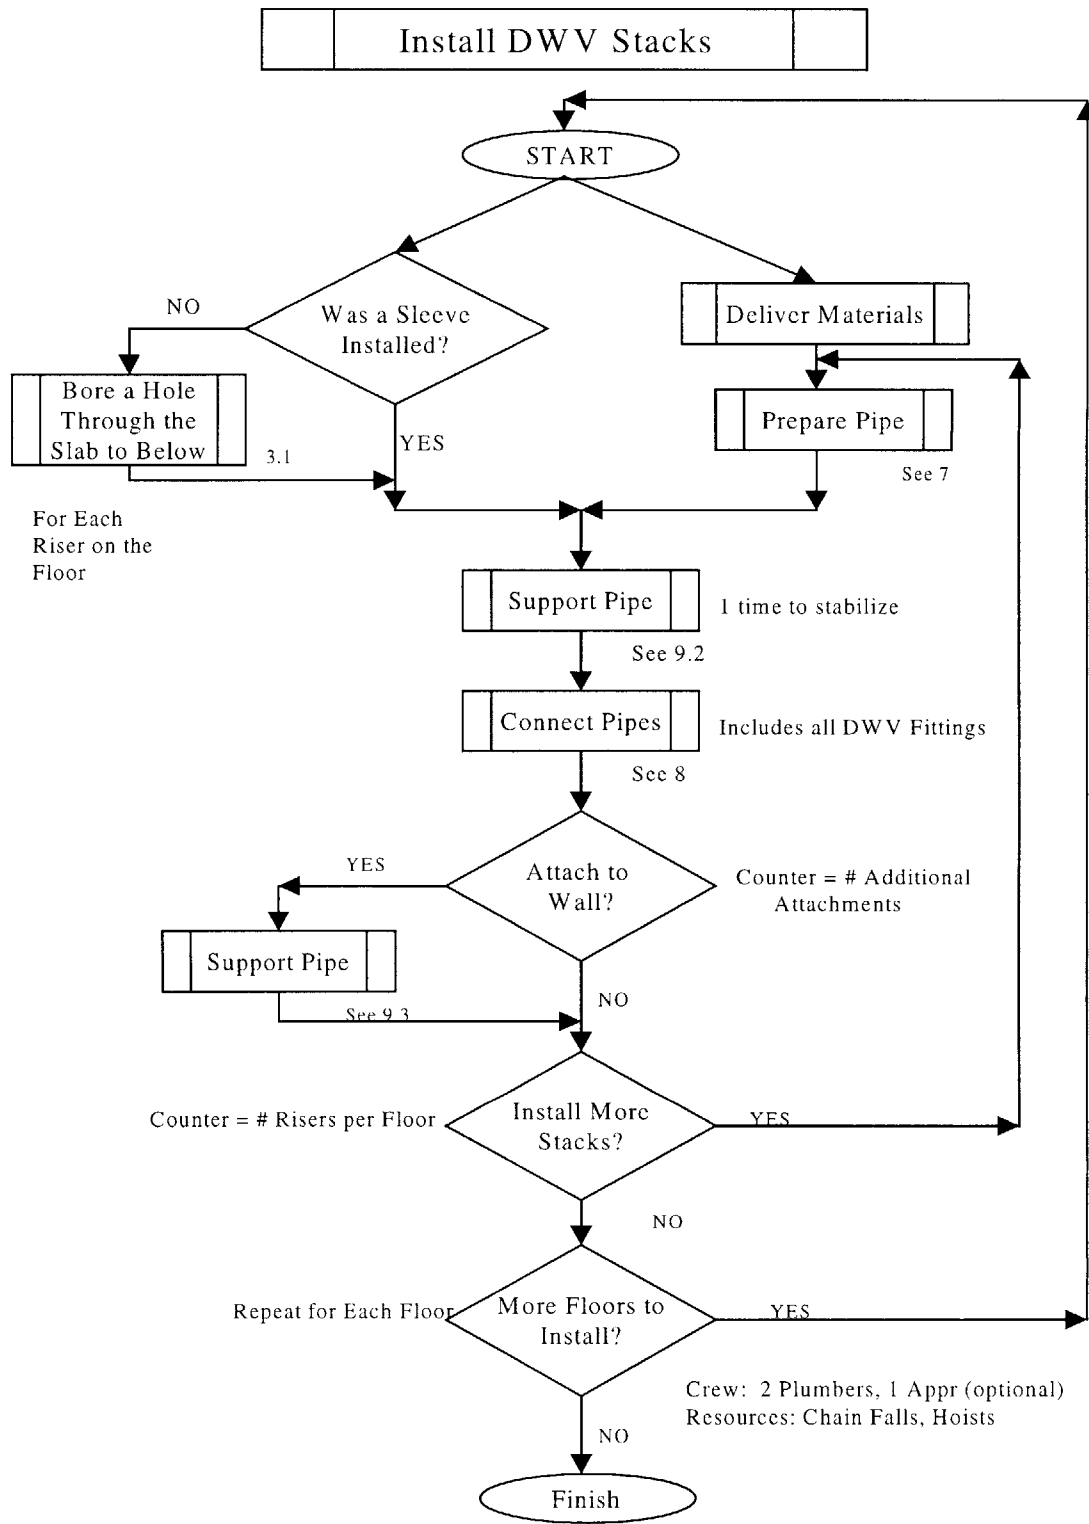 Install DWV Stacks
START
NO
Was a Sleeve
Installed?
Deliver Materials
Bore a Hole
Through the
Slab to Below
YES
Prepare Pipe
3.1
See 7
For Each
Riser on the
Floor
Support Pipe
1 time to stabilize
See 9.2
Connect Pipes
Includes all DWV Fittings
See 8
YES
Attach to
Wall?
Counter = # Additional
Attachments
Support Pipe
NO
See 9.3
Counter = # Risers per Floor
Install More
Stacks?
YES
NO
Repeat for Each Floor
More Floors to
Install?
YES
Crew: 2 Plumbers, 1 Appr (optional)
Resources: Chain Falls, Hoists
NO
Finish